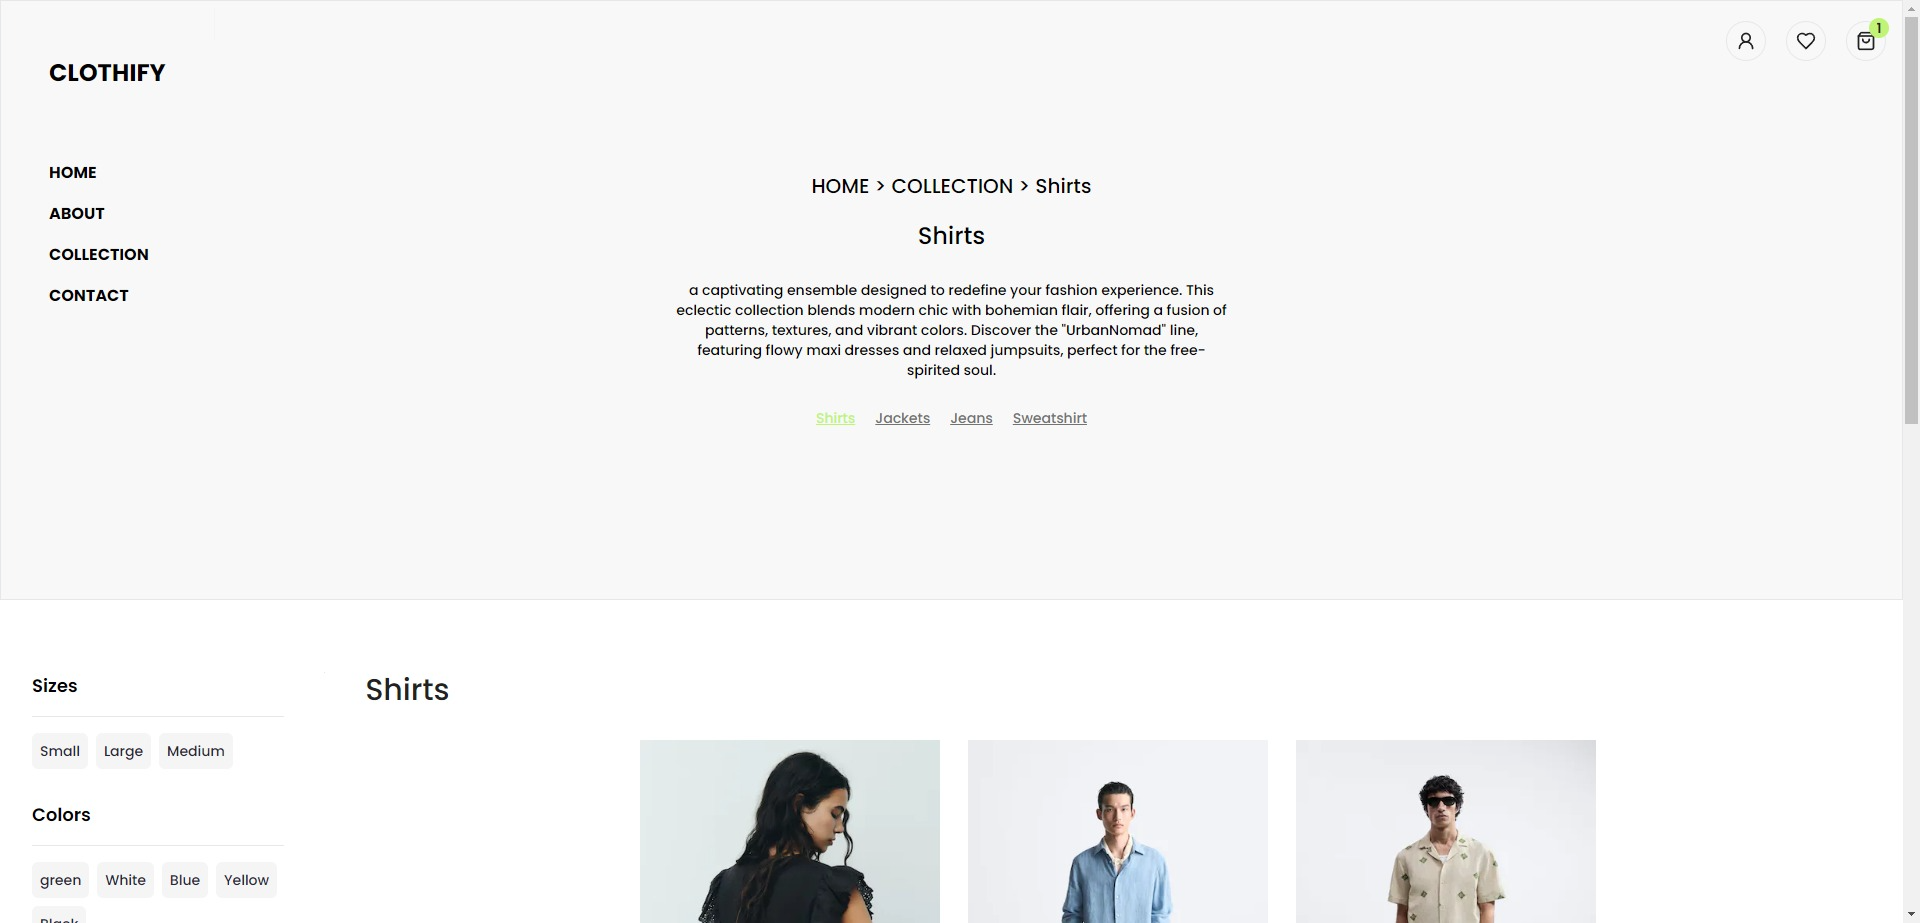 1
CLOTHIFY
HOME
ABOUT
COLLECTION
CONTACT
HOME > COLLECTION > Shirts
Shirts
a captivating ensemble designed to redefine your fashion experience. This
eclectic collection blends modern chic with bohemian flair, offering a fusion of
patterns, textures, and vibrant colors. Discover the "UrbanNomad" line,
featuring flowy maxi dresses and relaxed jumpsuits, perfect for the free-
spirited soul.
Shirts Jackets Jeans Sweatshirt
Sizes
Small Large Medium
Colors
green White Blue Yellow
Black
Shirts